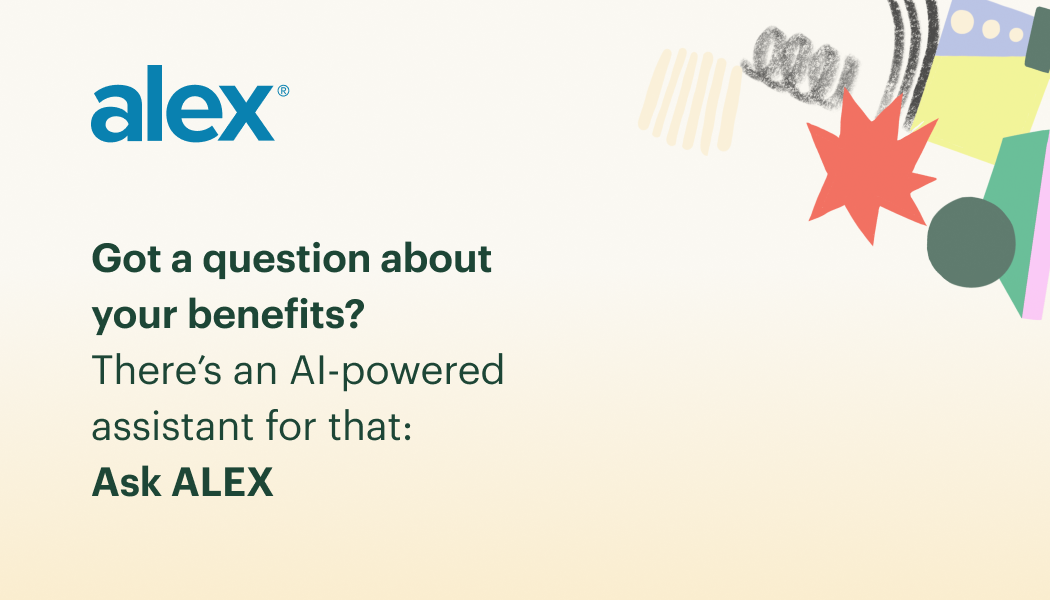 alex®
Got a question about
your benefits?
There’s an AI-powered
assistant for that:
Ask ALEX